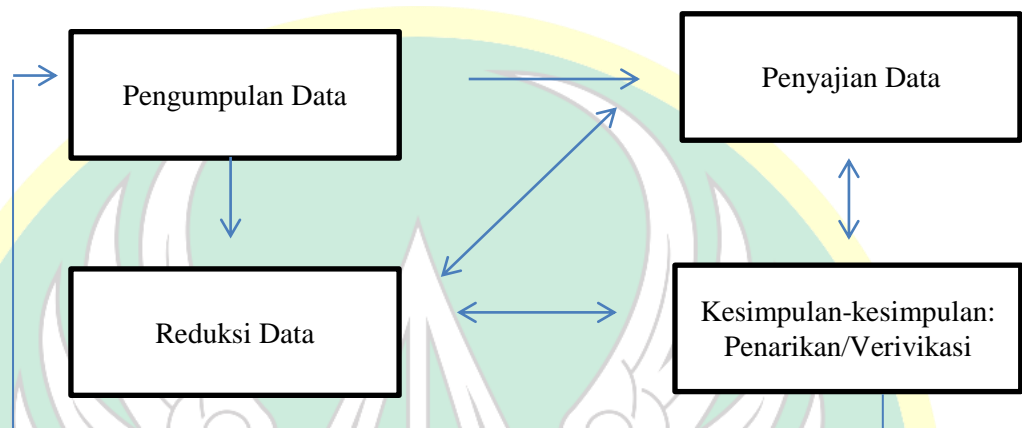 Pengumpulan Data
Penyajian Data
Reduksi Data
Kesimpulan-kesimpulan:
Penarikan/Verivikasi